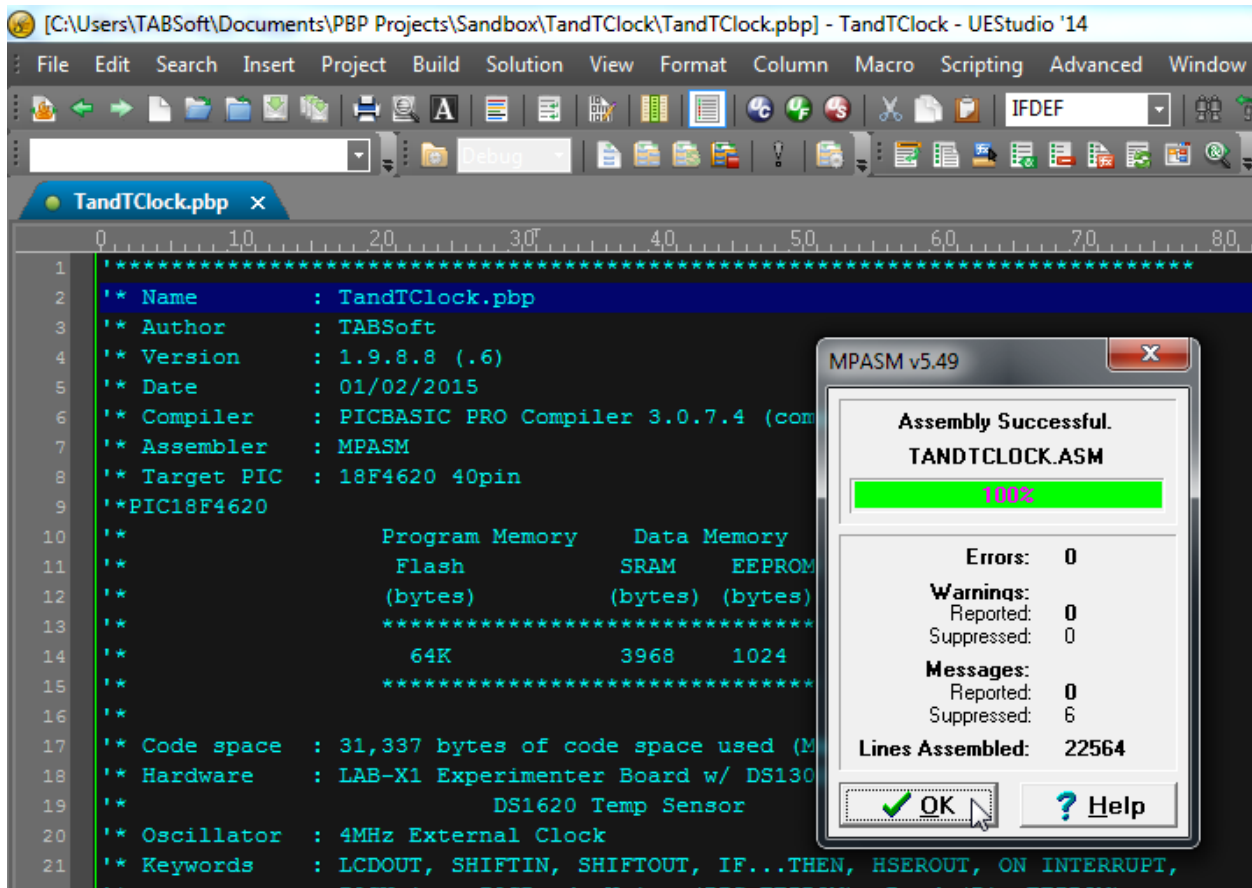 [C:\Users\TABSoft\Documents\PBP Projects\Sandbox\TandTClock\TandTClock.pbp] - TandTClock - UEStudio '14
File Edit Search Insert Project Build Solution View Format Column Macro Scripting Advanced Window
IFDEF
Debug
TandTClock.pbp x
0 10 20 30 40 50 60 70 80
1 '*****************************************************************************
2 '* Name : TandTClock.pbp
3 '* Author : TABSoft
4 '* Version : 1.9.8.8 (.6)
5 '* Date : 01/02/2015
6 '* Compiler : PICBASIC PRO Compiler 3.0.7.4 (com
7 '* Assembler : MPASM
8 '* Target PIC : 18F4620 40pin
9 '*PIC18F4620
10 '* Program Memory Data Memory
11 '* Flash SRAM EEPROM
12 '* (bytes) (bytes) (bytes)
13 '* *******************************
14 '* 64K 3968 1024
15 '* *******************************
16 '*
17 '* Code space : 31,337 bytes of code space used (M
18 '* Hardware : LAB-X1 Experimenter Board w/ DS130
19 '* DS1620 Temp Sensor
20 '* Oscillator : 4MHz External Clock
21 '* Keywords : LCDOUT, SHIFTIN, SHIFTOUT, IF...THEN, HSEROUT, ON INTERRUPT,
MPASM v5.49
Assembly Successful.
TANDTCLOCK.ASM
100%
Errors: 0
Warnings:
Reported: 0
Suppressed: 0
Messages:
Reported: 0
Suppressed: 6
Lines Assembled: 22564
OK
? Help